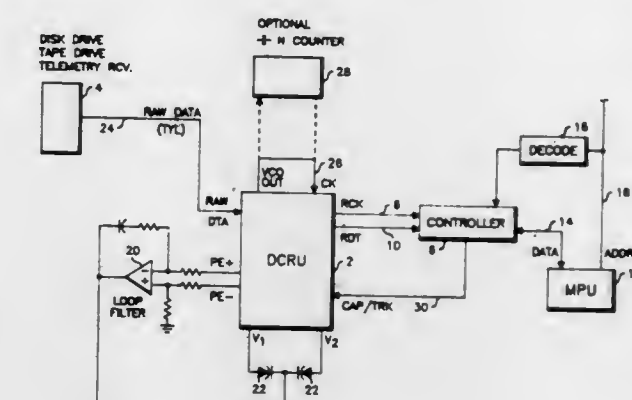 OPTIONAL
÷ N COUNTER
28
DISK DRIVE
TAPE DRIVE
TELEMETRY RCV.
4
24
RAW DATA
(TYL)
26
VCO
OUT
CK
16
DECODE
18
RAW
DTA
RCK
8
RDT
10
CONTROLLER
6
14
DATA
ADDR
MPU
20
LOOP
FILTER
PE+
PE-
DCRU
2
CAP/TRK
30
V1
V2
22
22